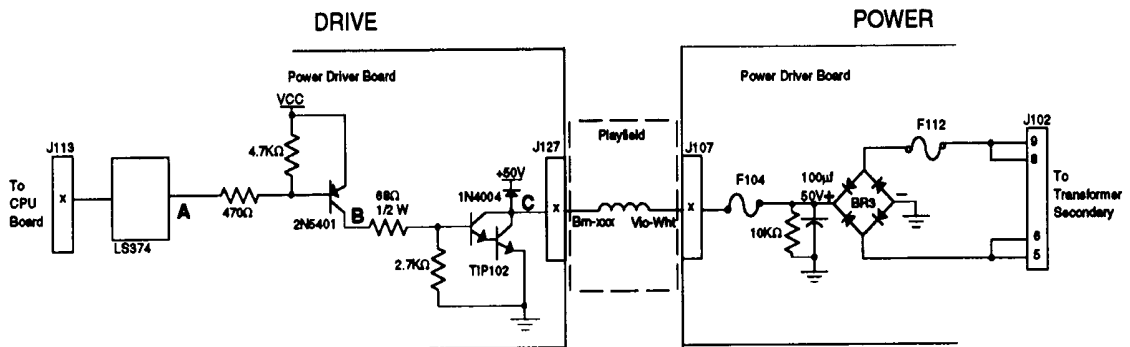 DRIVE
POWER
Power Driver Board
Power Driver Board
VCC
J113
4.7KΩ
To
CPU
Board
x
A
470Ω
LS374
2N5401
B
68Ω
1/2 W
2.7KΩ
1N4004
+50V
C
TIP102
J127
x
Playfield
Brn-xxx
Vio-Wht
J107
x
F104
100µf
50V+
10KΩ
BR3
−
F112
J102
9
8
6
5
To
Transformer
Secondary